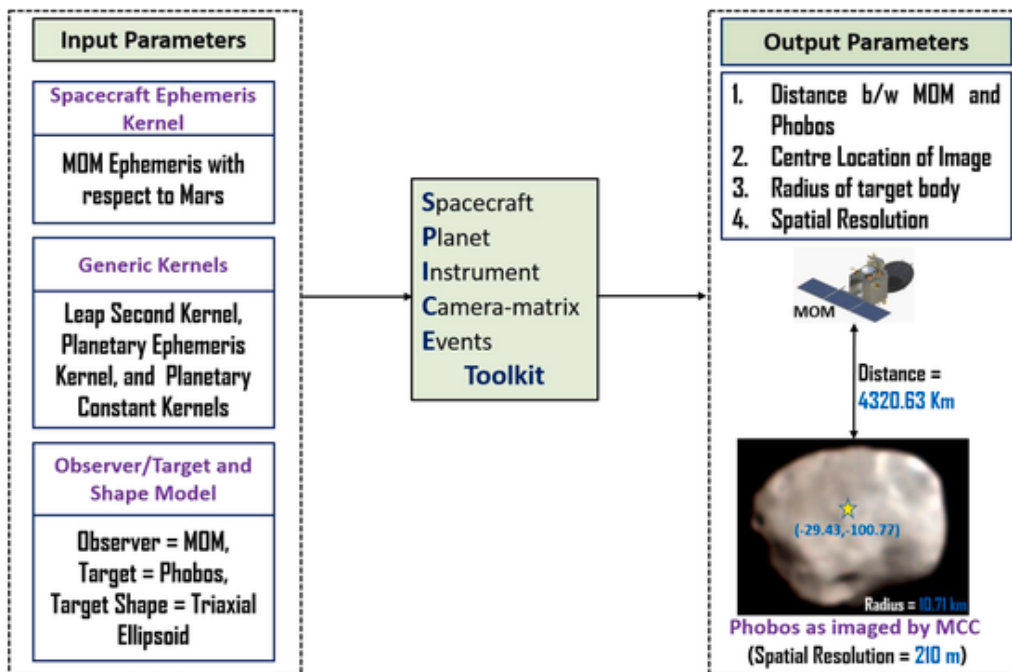 Input Parameters
Spacecraft Ephemeris
Kernel
MOM Ephemeris with
respect to Mars
Generic Kernels
Leap Second Kernel,
Planetary Ephemeris
Kernel, and Planetary
Constant Kernels
Observer/Target and
Shape Model
Observer = MOM,
Target = Phobos,
Target Shape = Triaxial
Ellipsoid
Spacecraft
Planet
Instrument
Camera-matrix
Events
Toolkit
Output Parameters
1. Distance b/w MOM and
Phobos
2. Centre Location of Image
3. Radius of target body
4. Spatial Resolution
MOM
Distance =
4320.63 Km
(-29.43,-100.77)
Radius = 10.71 km
Phobos as imaged by MCC
(Spatial Resolution = 210 m)